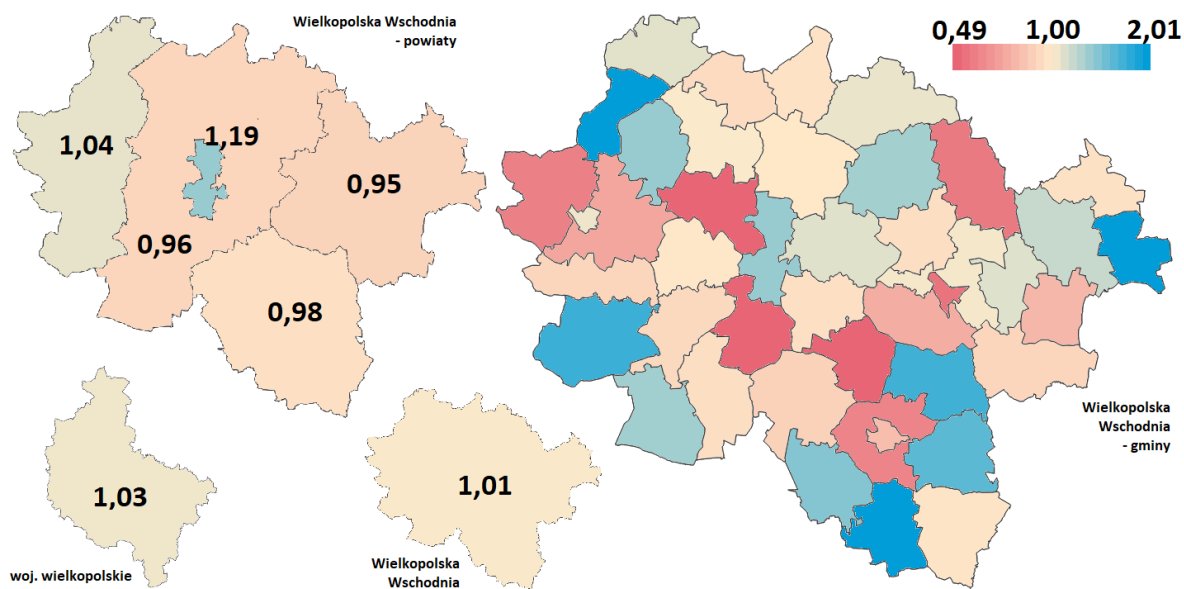 Wielkopolska Wschodnia
- powiaty
0,49 1,00 2,01
1,04
1,19
0,95
0,96
0,98
Wielkopolska
Wschodnia
- gminy
1,03
1,01
woj. wielkopolskie
Wielkopolska
Wschodnia